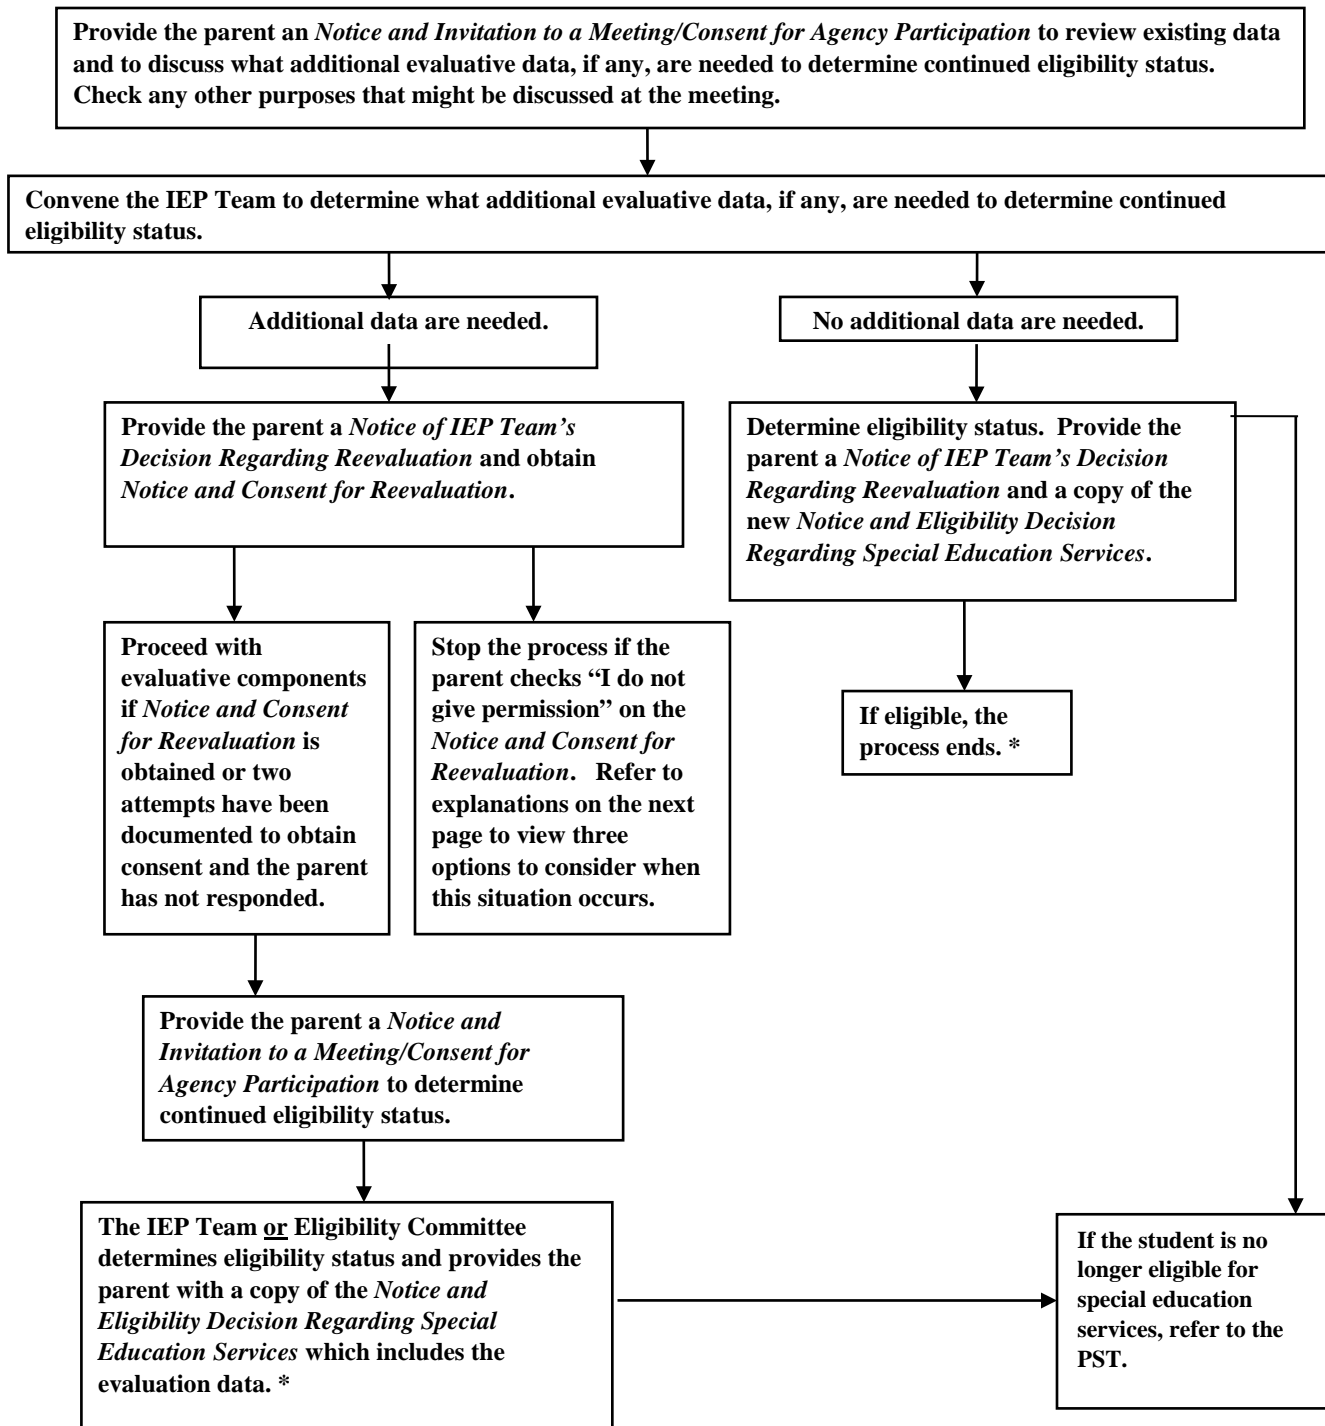 Provide the parent an Notice and Invitation to a Meeting/Consent for Agency Participation to review existing data
and to discuss what additional evaluative data, if any, are needed to determine continued eligibility status.
Check any other purposes that might be discussed at the meeting.
Convene the IEP Team to determine what additional evaluative data, if any, are needed to determine continued
eligibility status.
Additional data are needed.
No additional data are needed.
Provide the parent a Notice of IEP Team’s
Decision Regarding Reevaluation and obtain
Notice and Consent for Reevaluation.
Determine eligibility status. Provide the
parent a Notice of IEP Team’s Decision
Regarding Reevaluation and a copy of the
new Notice and Eligibility Decision
Regarding Special Education Services.
Proceed with
evaluative components
if Notice and Consent
for Reevaluation is
obtained or two
attempts have been
documented to obtain
consent and the parent
has not responded.
Stop the process if the
parent checks “I do not
give permission” on the
Notice and Consent for
Reevaluation. Refer to
explanations on the next
page to view three
options to consider when
this situation occurs.
If eligible, the
process ends. *
Provide the parent a Notice and
Invitation to a Meeting/Consent for
Agency Participation to determine
continued eligibility status.
The IEP Team or Eligibility Committee
determines eligibility status and provides the
parent with a copy of the Notice and
Eligibility Decision Regarding Special
Education Services which includes the
evaluation data. *
If the student is no
longer eligible for
special education
services, refer to the
PST.